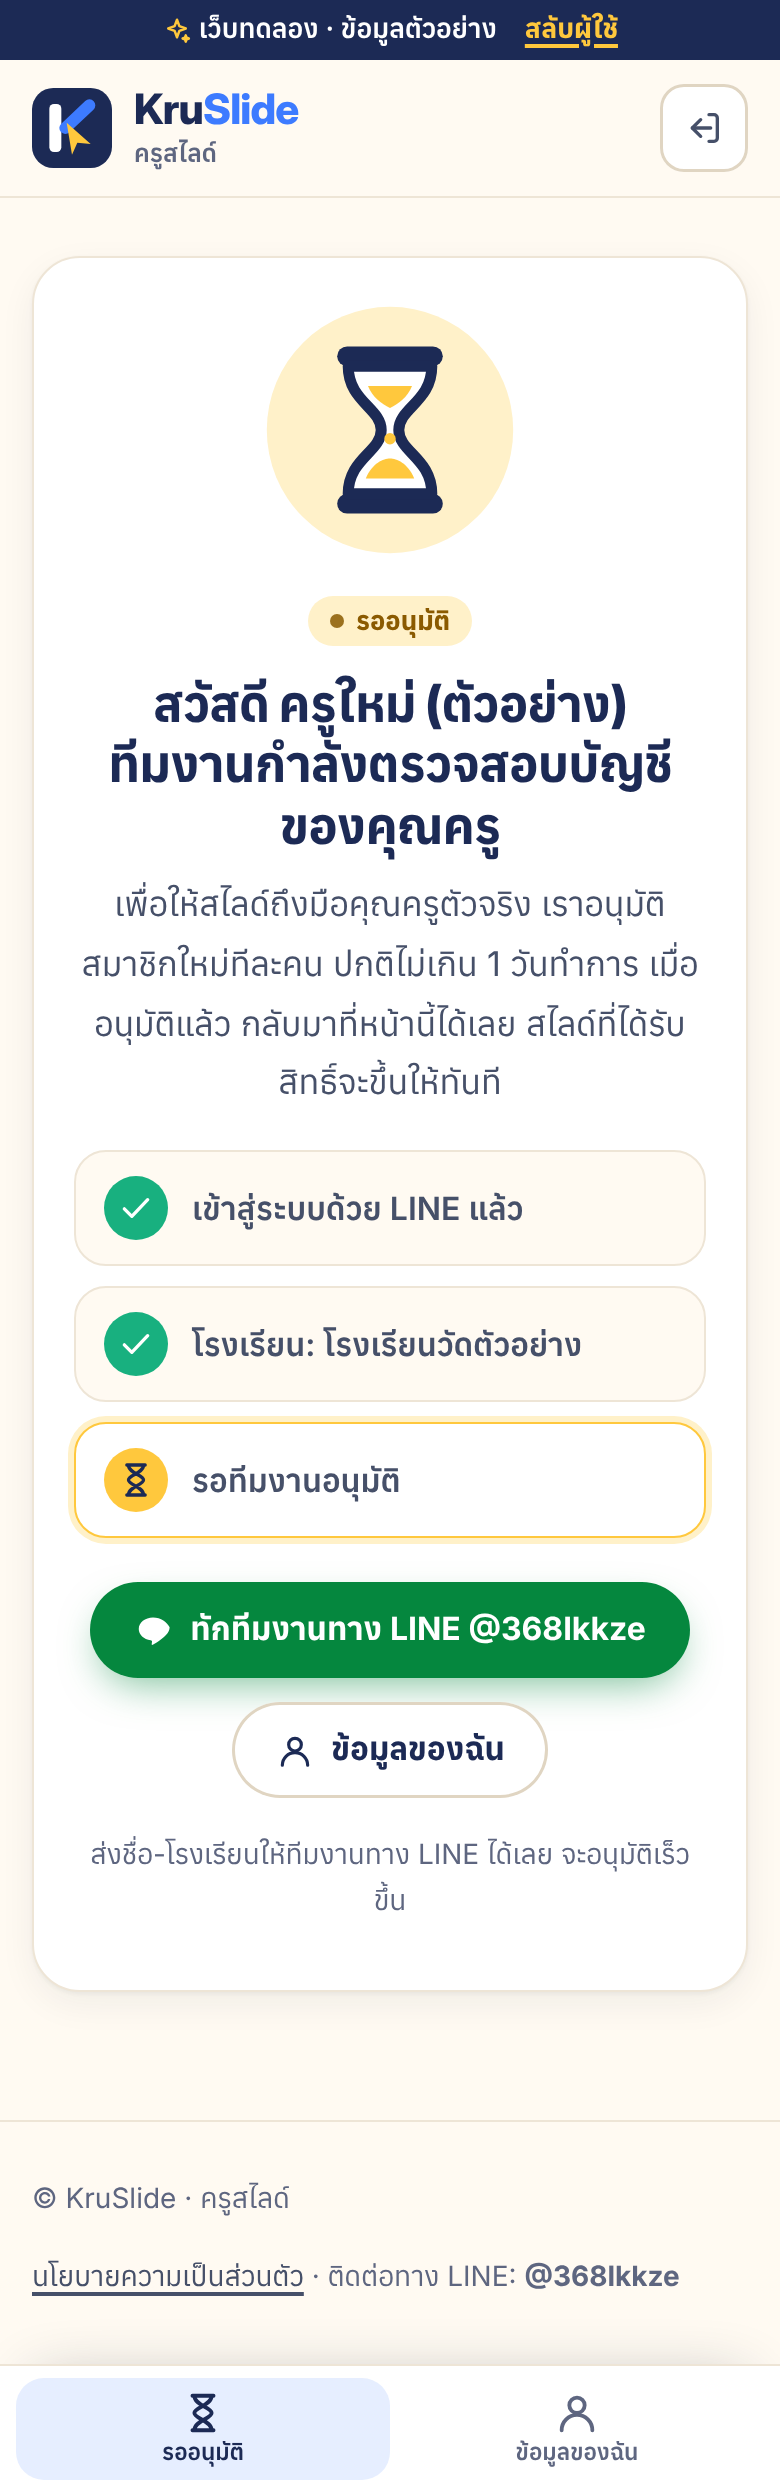 เว็บทดลอง · ข้อมูลตัวอย่าง สลับผู้ใช้
KruSlide
ครูสไลด์
รออนุมัติ
สวัสดี ครูใหม่ (ตัวอย่าง)
ทีมงานกำลังตรวจสอบบัญชี
ของคุณครู
เพื่อให้สไลด์ถึงมือคุณครูตัวจริง เราอนุมัติ
สมาชิกใหม่ทีละคน ปกติไม่เกิน 1 วันทำการ เมื่อ
อนุมัติแล้ว กลับมาที่หน้านี้ได้เลย สไลด์ที่ได้รับ
สิทธิ์จะขึ้นให้ทันที
เข้าสู่ระบบด้วย LINE แล้ว
โรงเรียน: โรงเรียนวัดตัวอย่าง
รอทีมงานอนุมัติ
ทักทีมงานทาง LINE @368lkkze
ข้อมูลของฉัน
ส่งชื่อ-โรงเรียนให้ทีมงานทาง LINE ได้เลย จะอนุมัติเร็ว
ขึ้น
© KruSlide · ครูสไลด์
นโยบายความเป็นส่วนตัว · ติดต่อทาง LINE: @368lkkze
รออนุมัติ ข้อมูลของฉัน